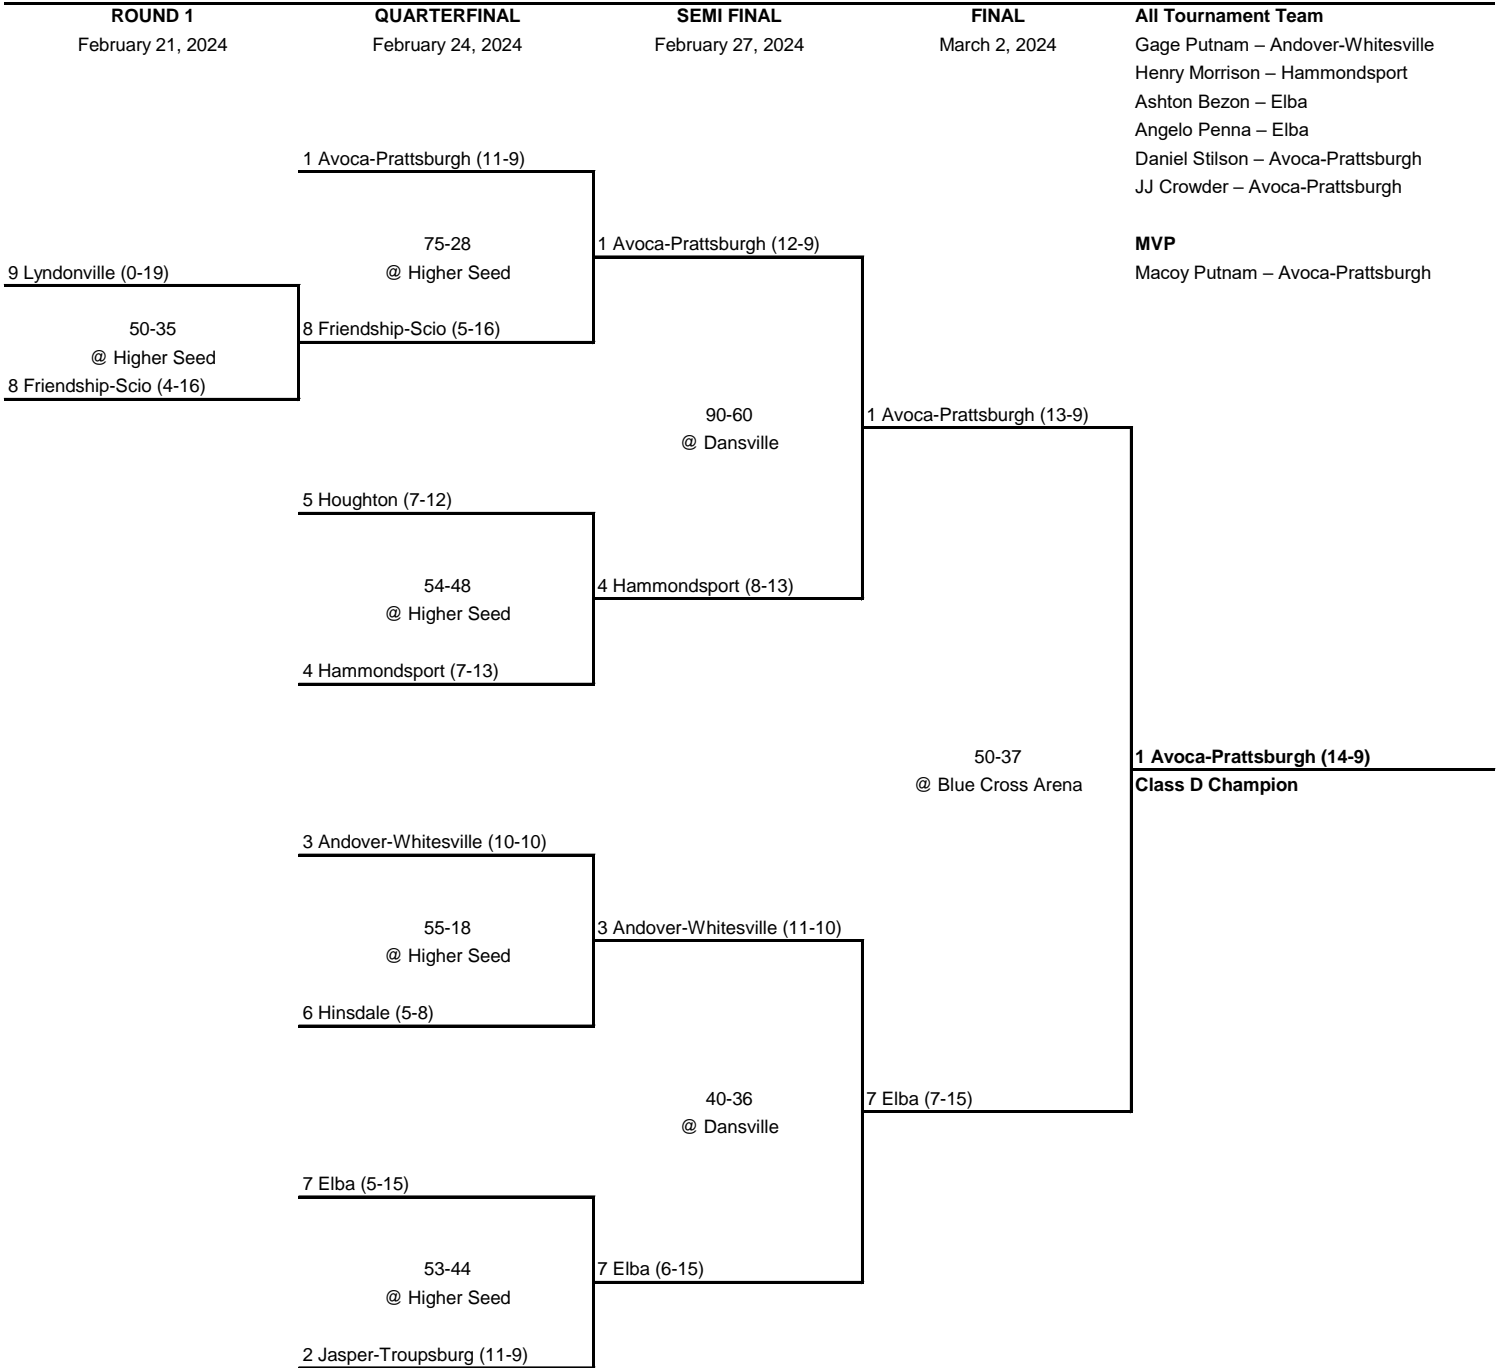 ROUND 1
February 21, 2024
QUARTERFINAL
February 24, 2024
SEMI FINAL
February 27, 2024
FINAL
March 2, 2024
All Tournament Team
Gage Putnam – Andover-Whitesville
Henry Morrison – Hammondsport
Ashton Bezon – Elba
Angelo Penna – Elba
Daniel Stilson – Avoca-Prattsburgh
JJ Crowder – Avoca-Prattsburgh
MVP
Macoy Putnam – Avoca-Prattsburgh
9 Lyndonville (0-19)
50-35
@ Higher Seed
8 Friendship-Scio (4-16)
1 Avoca-Prattsburgh (11-9)
75-28
@ Higher Seed
8 Friendship-Scio (5-16)
5 Houghton (7-12)
54-48
@ Higher Seed
4 Hammondsport (7-13)
3 Andover-Whitesville (10-10)
55-18
@ Higher Seed
6 Hinsdale (5-8)
7 Elba (5-15)
53-44
@ Higher Seed
2 Jasper-Troupsburg (11-9)
1 Avoca-Prattsburgh (12-9)
90-60
@ Dansville
4 Hammondsport (8-13)
3 Andover-Whitesville (11-10)
40-36
@ Dansville
7 Elba (6-15)
1 Avoca-Prattsburgh (13-9)
50-37
@ Blue Cross Arena
7 Elba (7-15)
1 Avoca-Prattsburgh (14-9)
Class D Champion